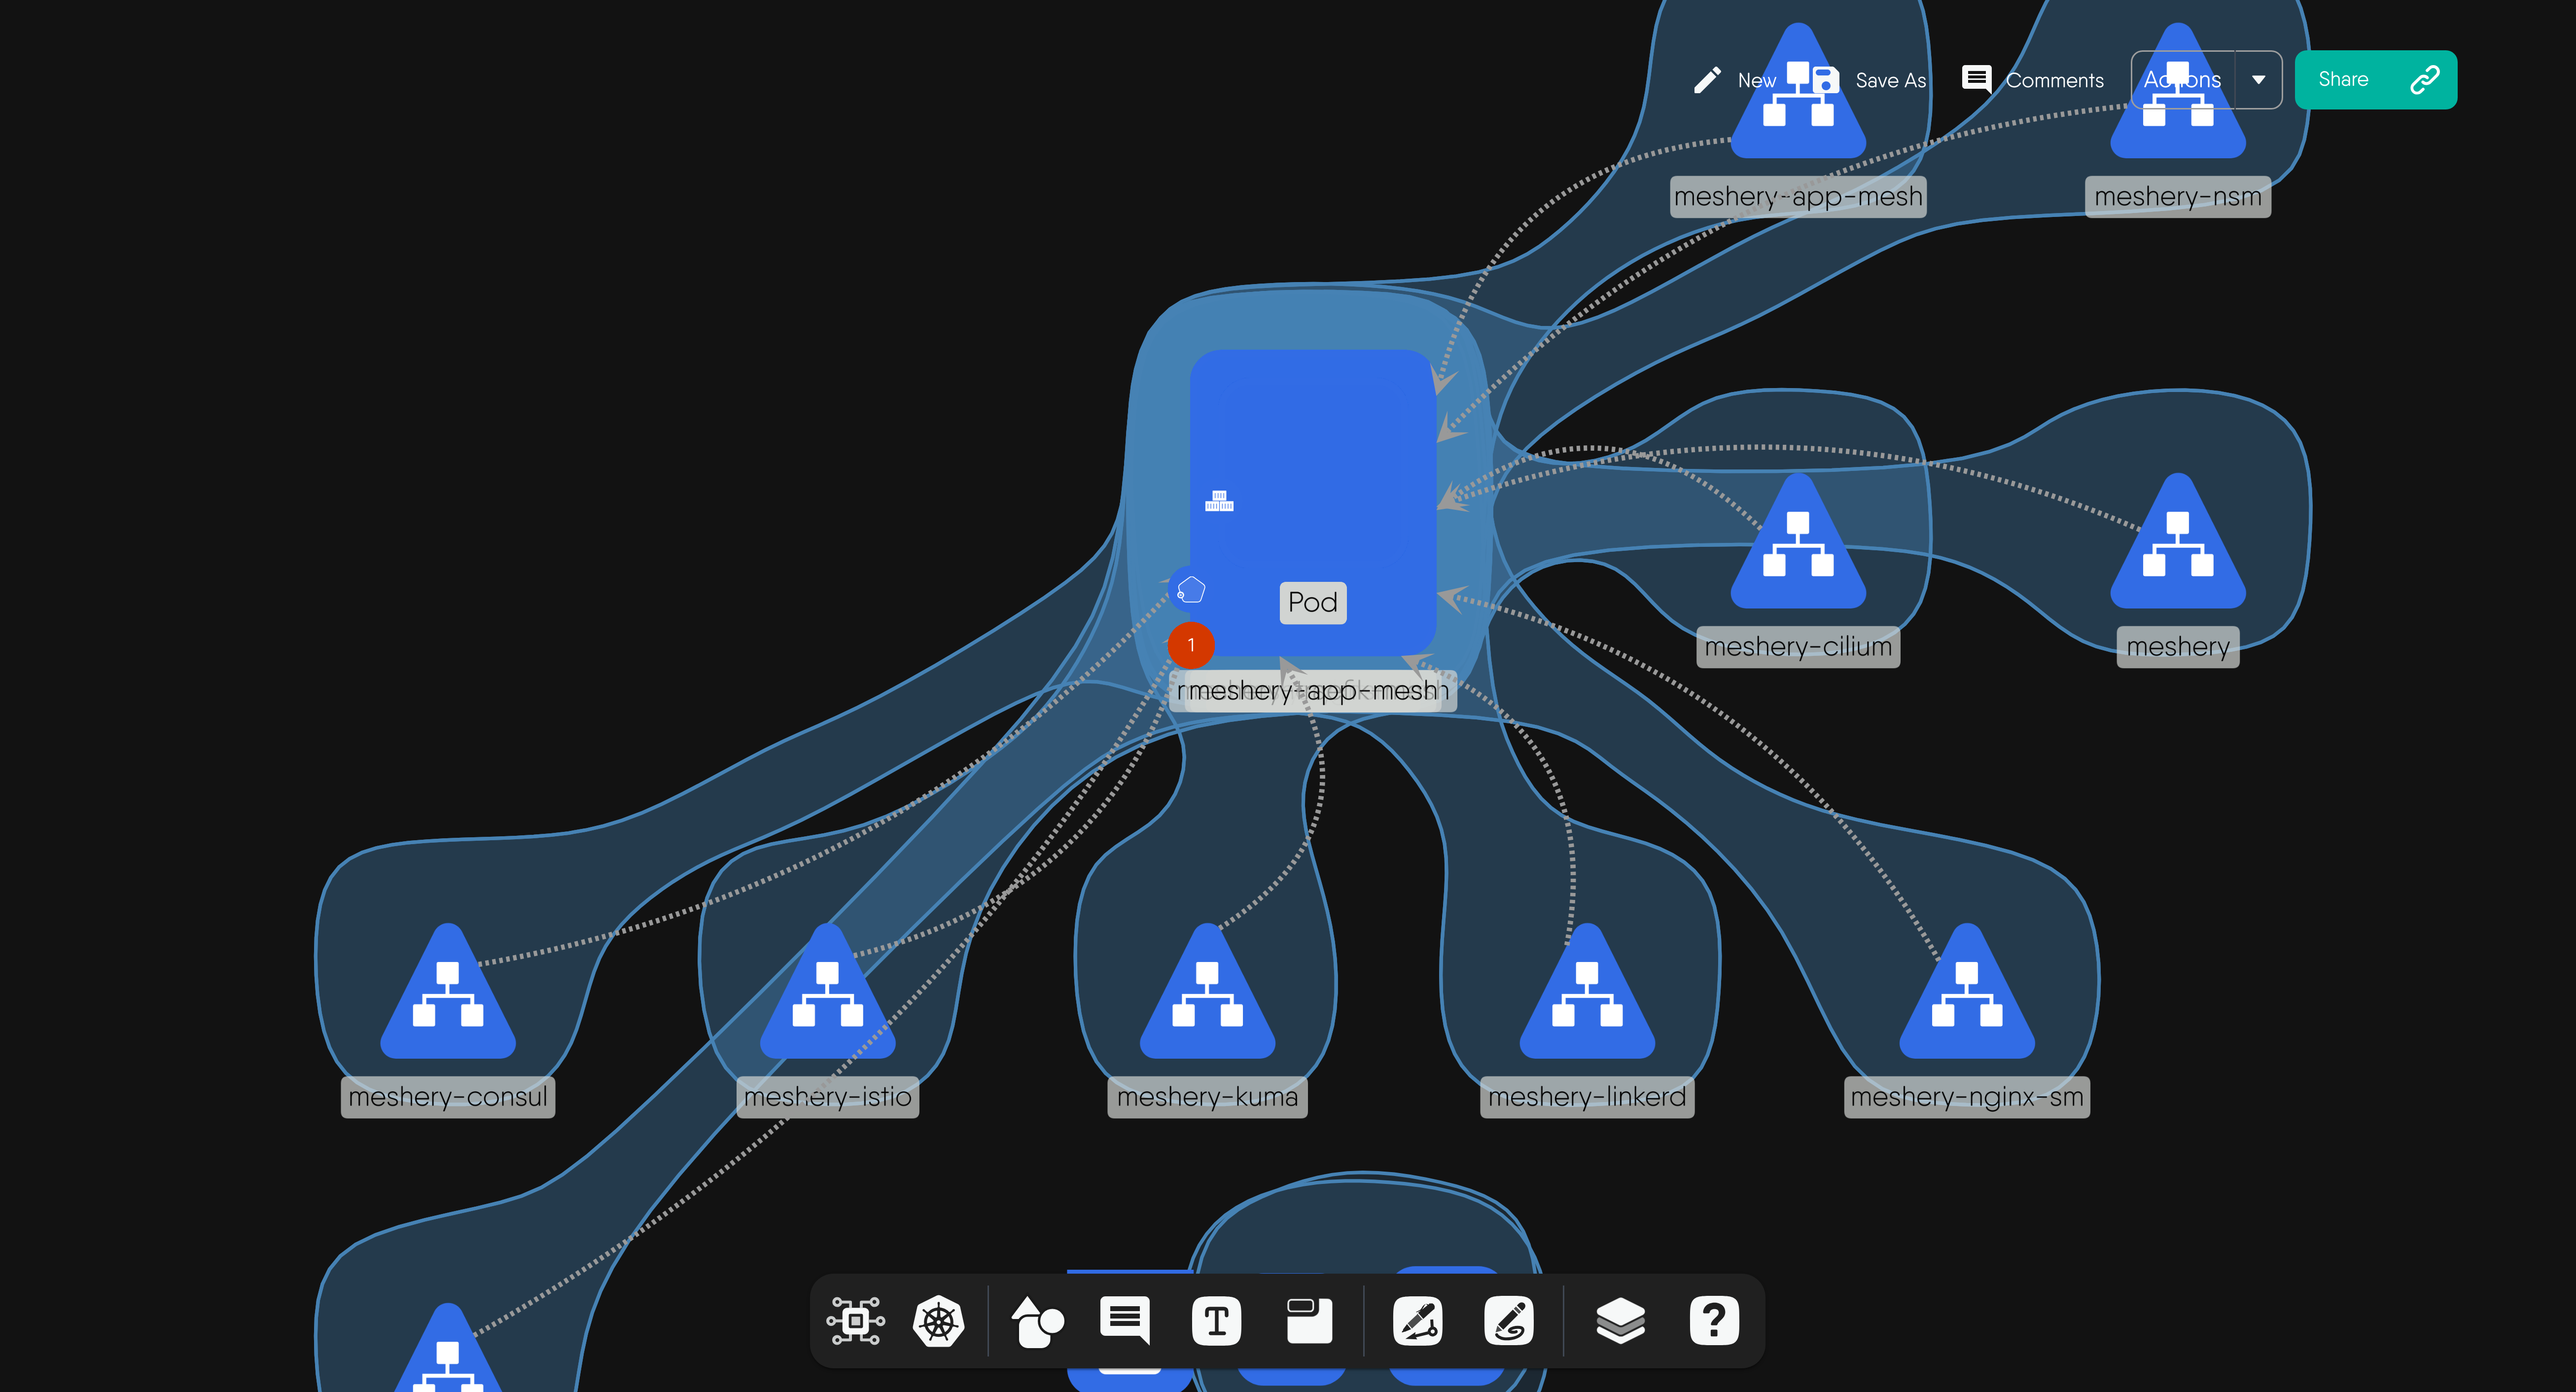 New
Save As
Comments
Actions
Share
meshery-app-mesh
meshery-nsm
Pod
1
meshery-app-mesh
meshery-cilium
meshery
meshery-consul
meshery-istio
meshery-kuma
meshery-linkerd
meshery-nginx-sm
T
?